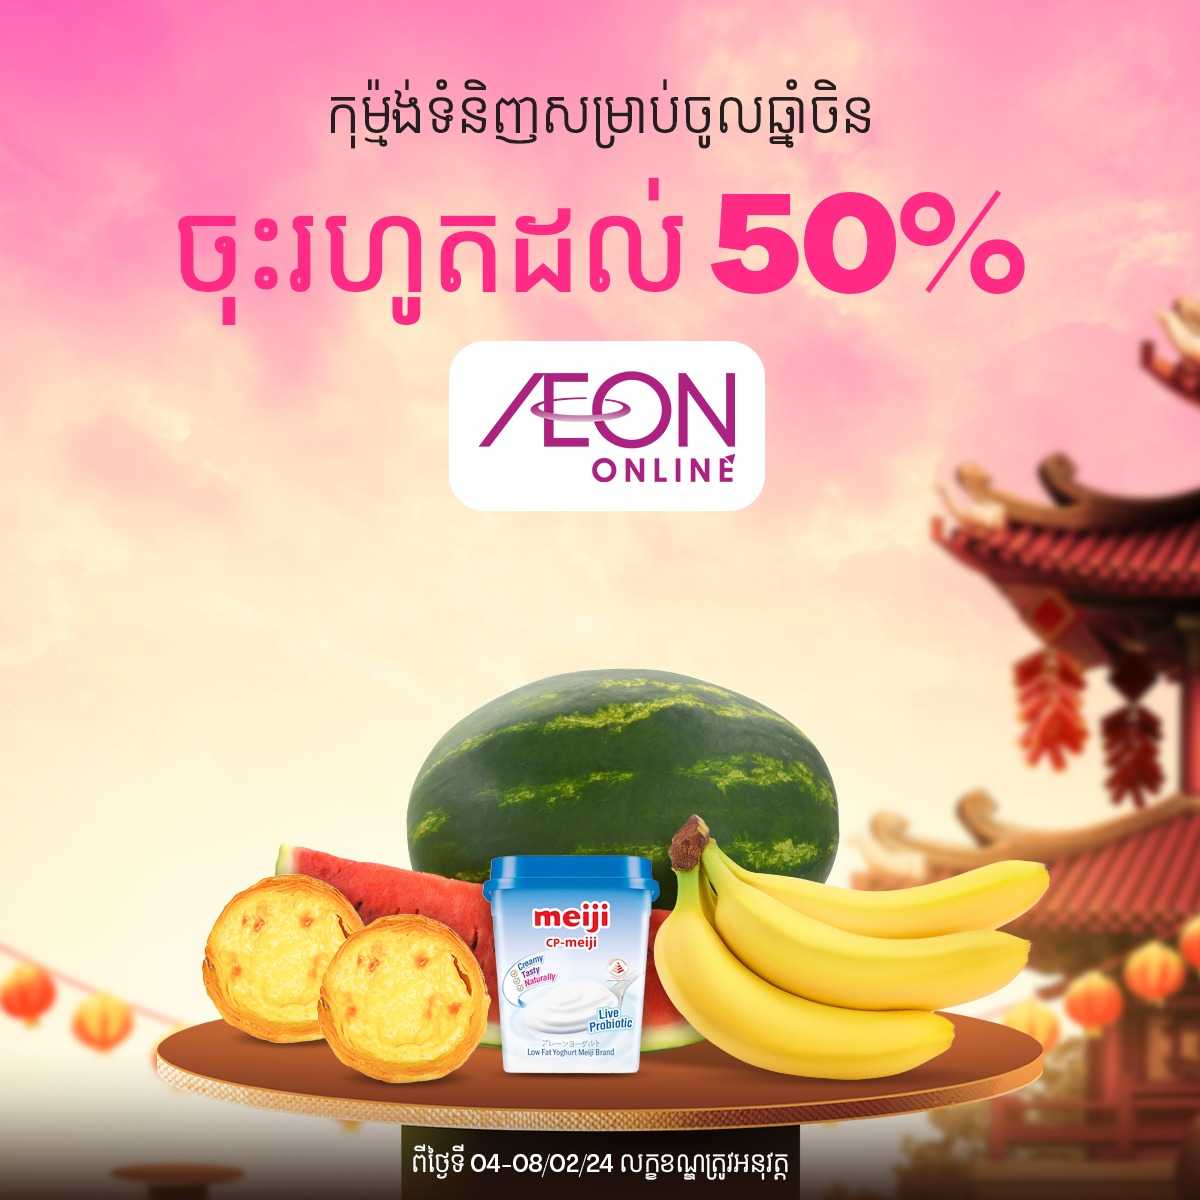 កុម្ម៉ង់ទំនិញសម្រាប់ចូលឆ្នាំចិន
ចុះរហូតដល់ 50%
ÆON
ONLINE
meiji
CP-meiji
Creamy
Tasty
Naturally
Live
Probiotic
プレーンヨーグルト
Low Fat Yoghurt Meiji Brand
ពីថ្ងៃទី 04-08/02/24 លក្ខខណ្ឌត្រូវអនុវត្ត